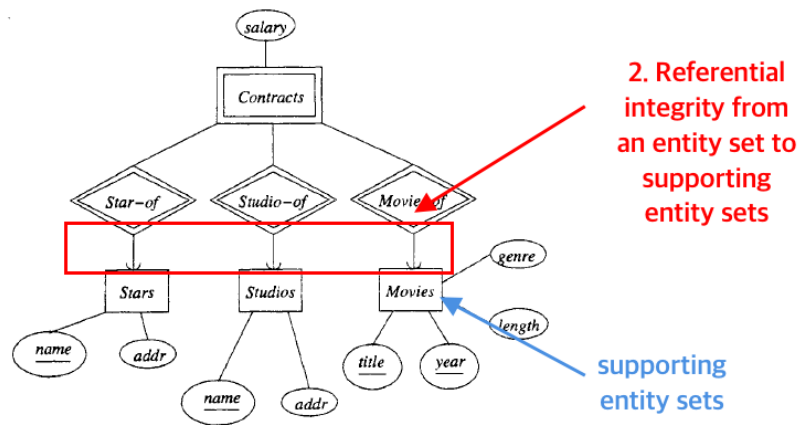 salary
Contracts
2. Referential
integrity from
an entity set to
supporting
entity sets
Star-of
Studio-of
Movie-of
genre
Stars
Studios
Movies
length
name
addr
title
year
name
addr
supporting
entity sets